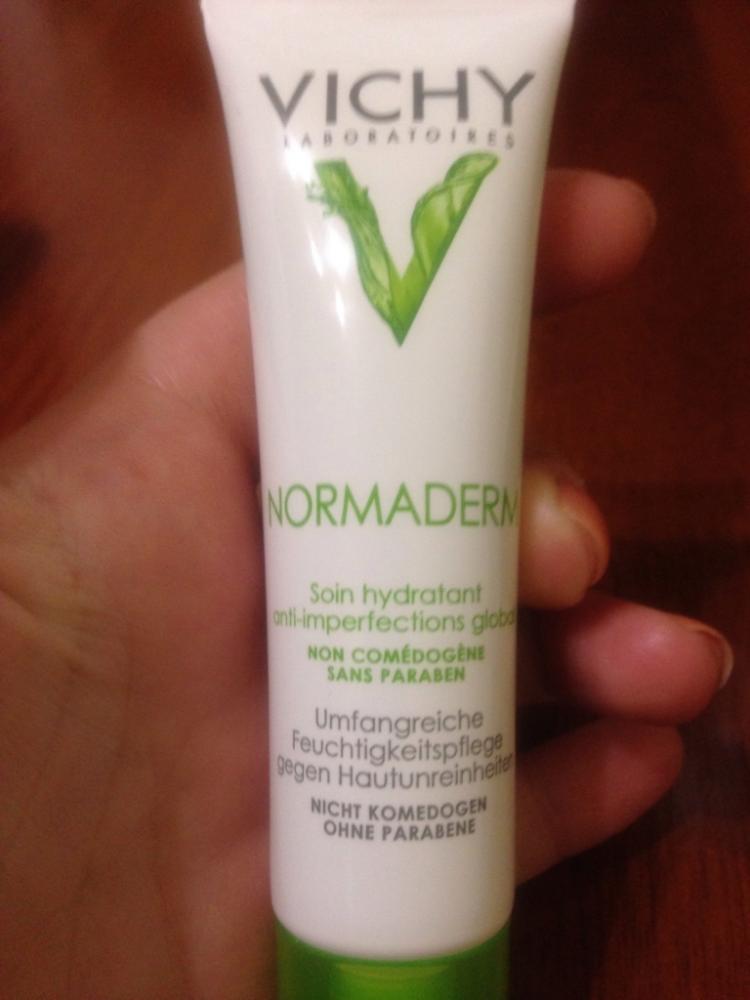 VICHY
LABORATOIRES
NORMADERM
Soin hydratant
anti-imperfections global
NON COMÉDOGÈNE
SANS PARABEN
Umfangreiche
Feuchtigkeitspflege
gegen Hautunreinheiten
NICHT KOMEDOGEN
OHNE PARABENE